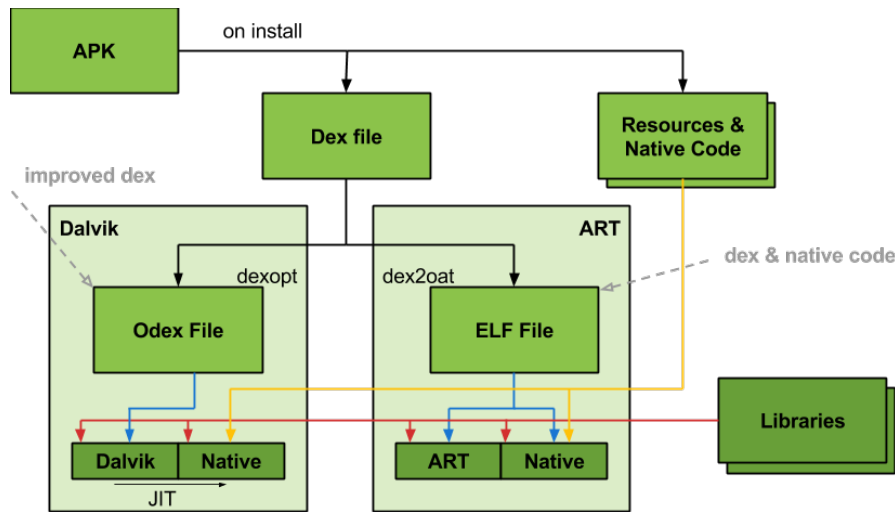 on install
APK
Dex file
Resources &
Native Code
improved dex
Dalvik
ART
dexopt
dex2oat
dex & native code
Odex File
ELF File
Libraries
Dalvik
Native
ART
Native
JIT